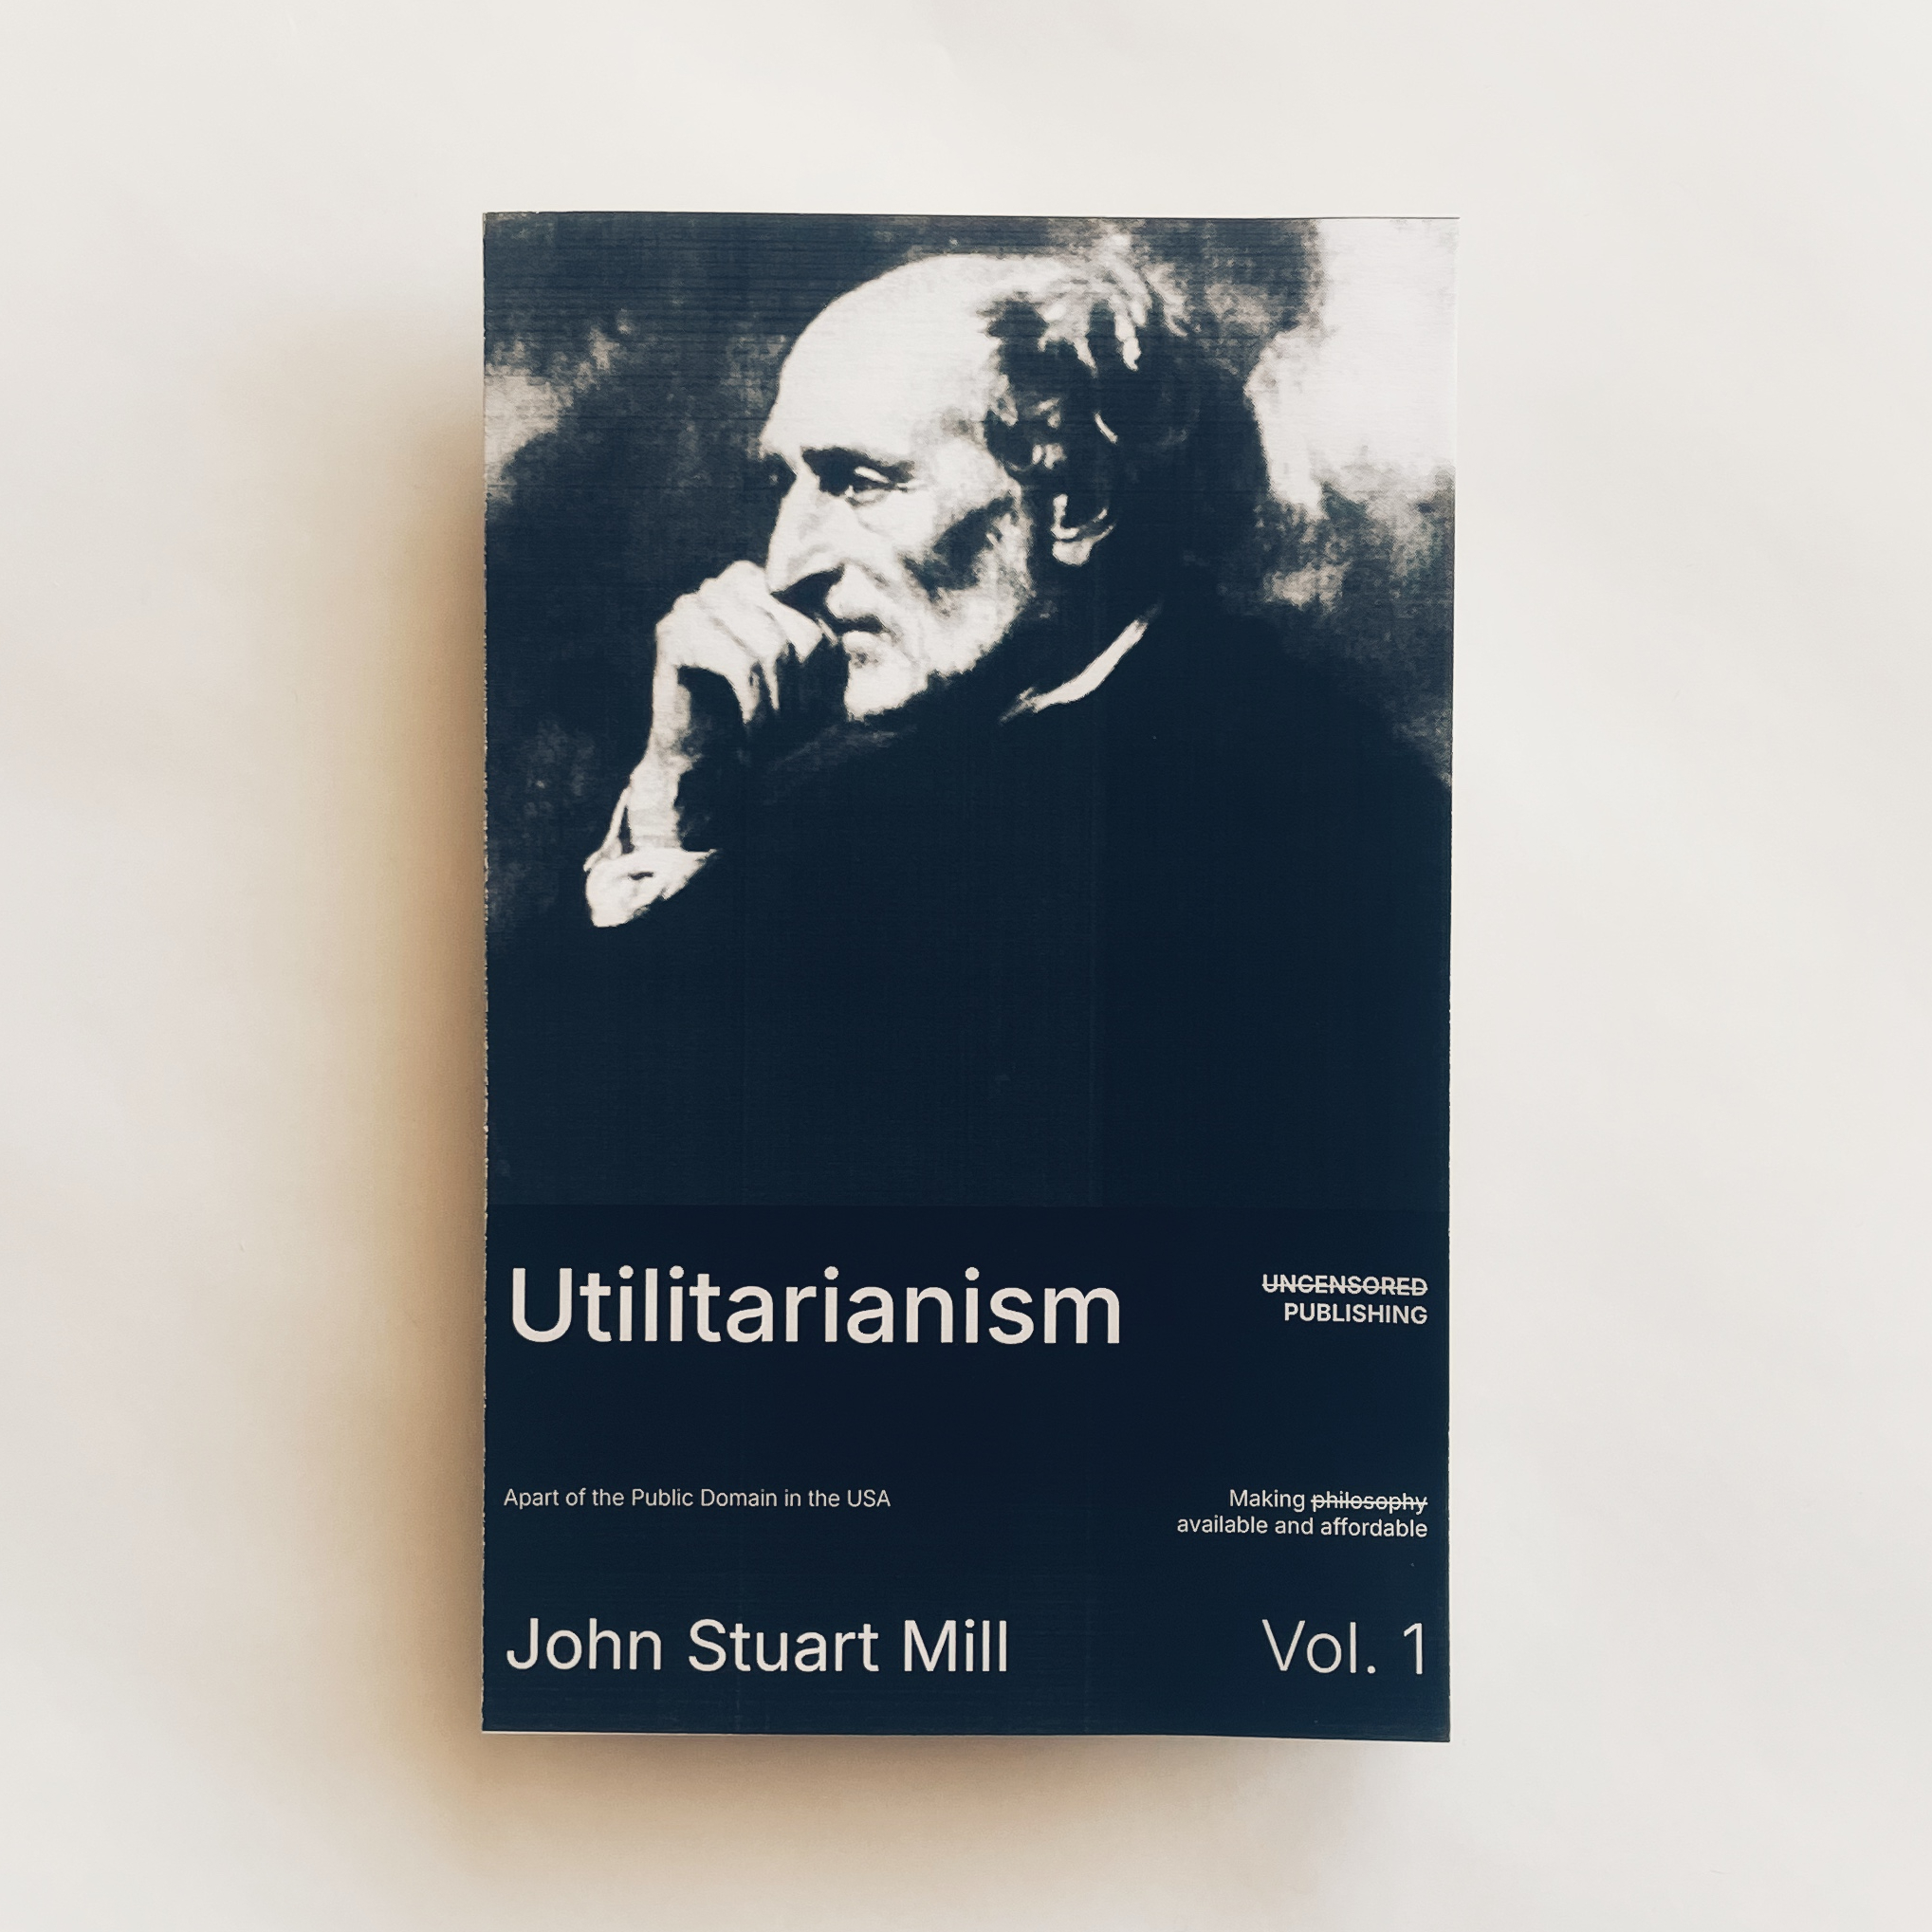 Utilitarianism
UNCENSORED
PUBLISHING
Apart of the Public Domain in the USA
Making philosophy
available and affordable
John Stuart Mill
Vol. 1